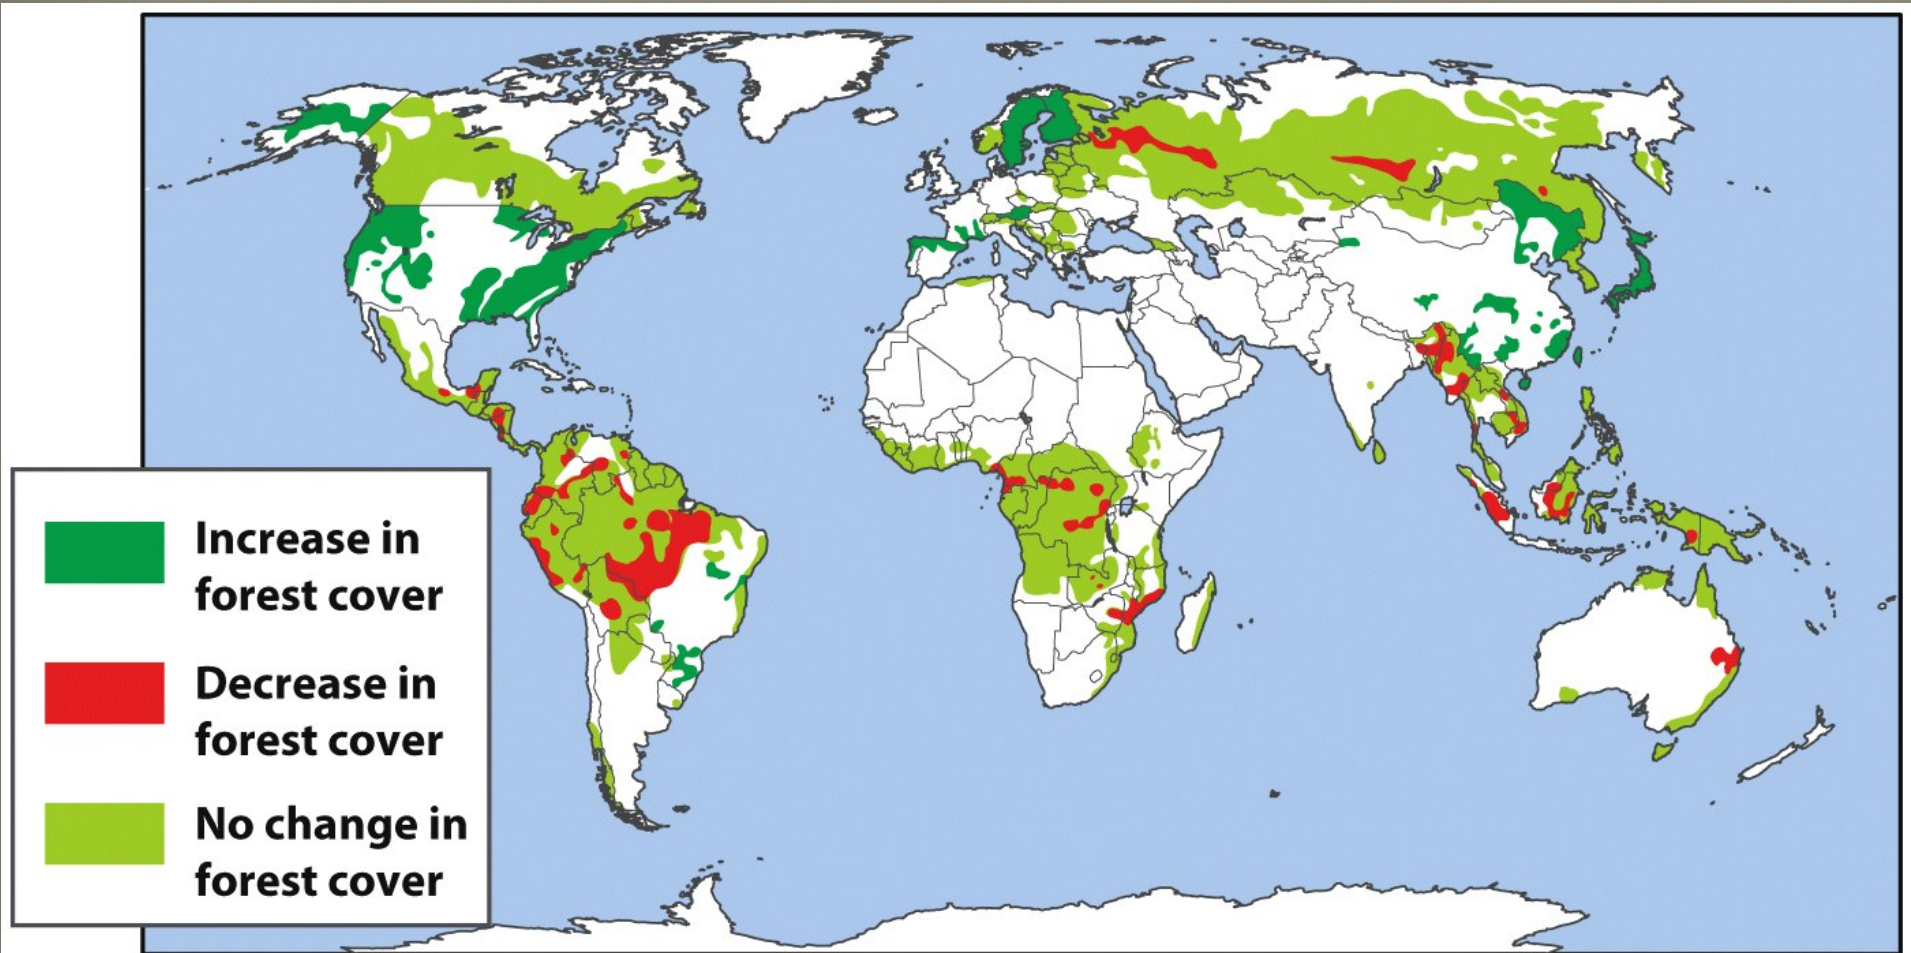 Increase in
forest cover
Decrease in
forest cover
No change in
forest cover